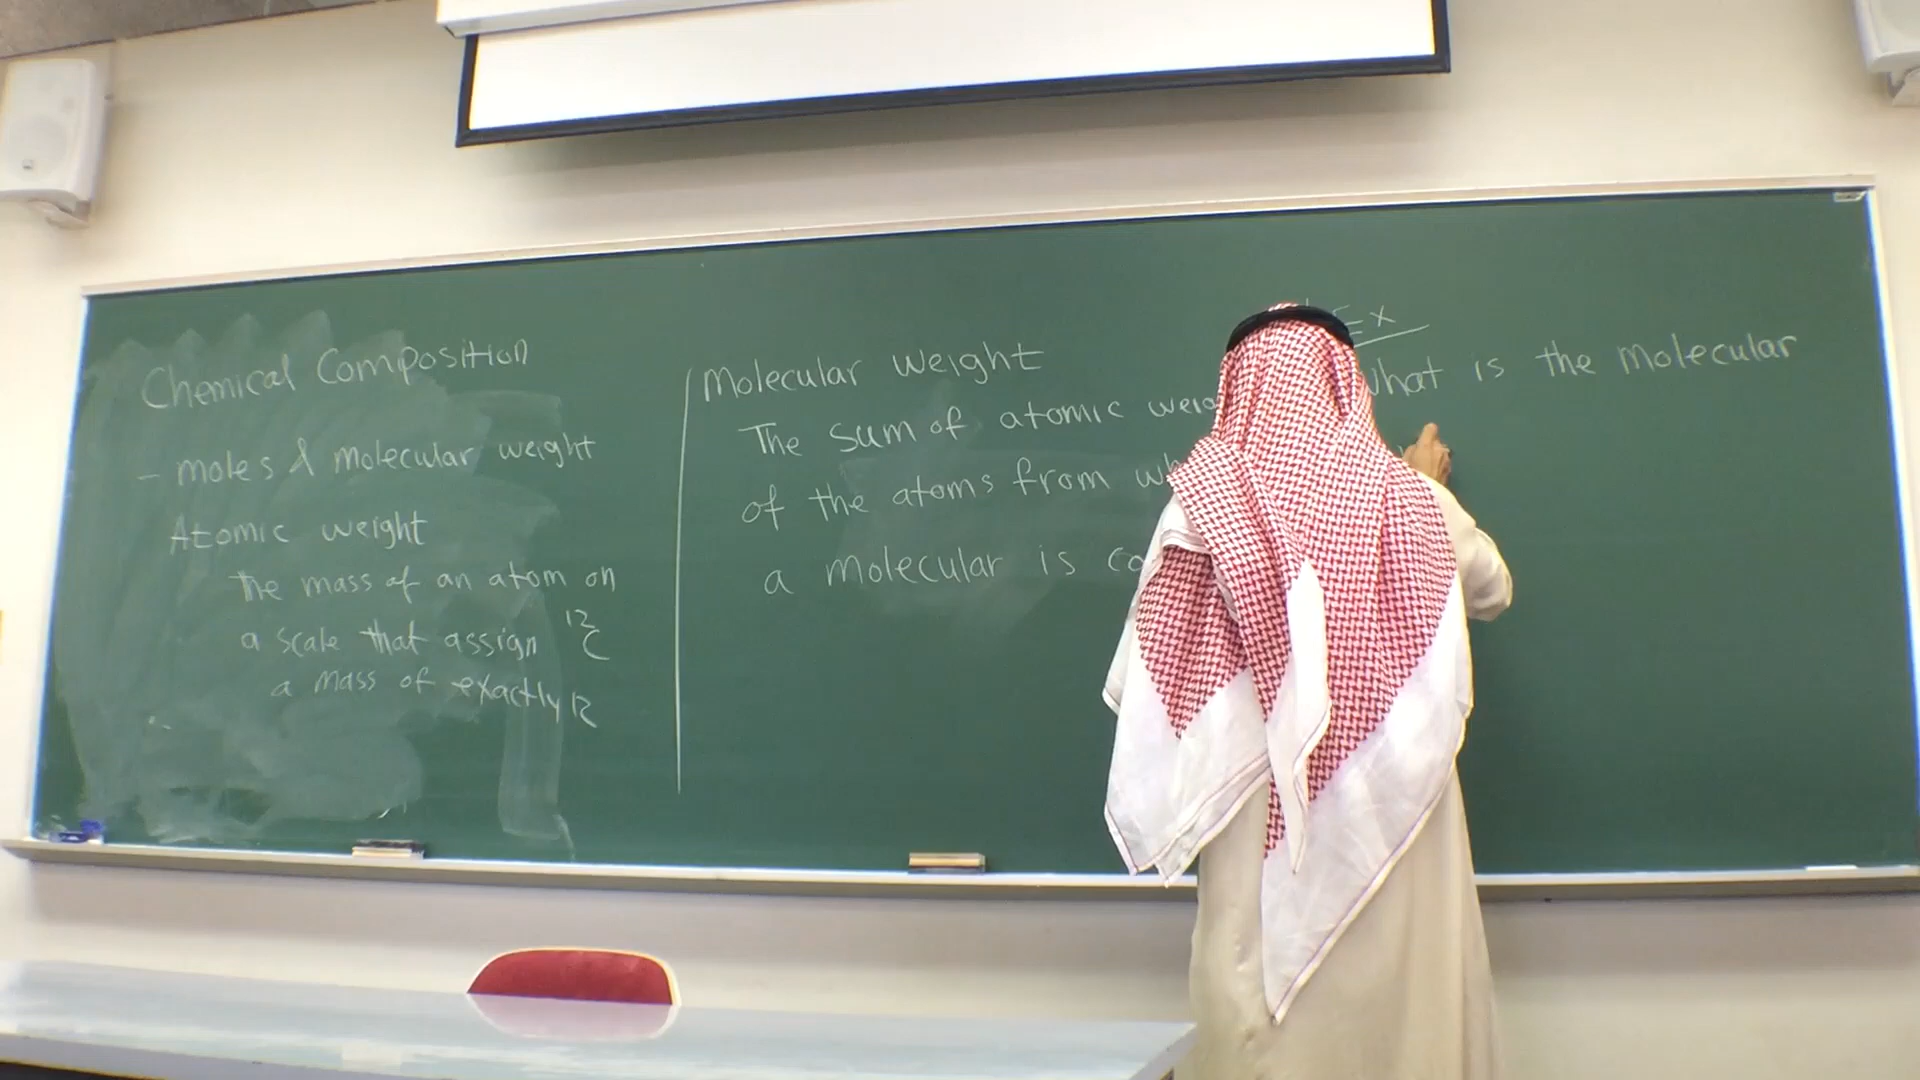 Chemical Composition
- moles & molecular weight
Atomic weight
the mass of an atom on
a scale that assign 12C
a mass of exactly 12
Molecular weight
The sum of atomic
of the atoms from
a molecular is
Ex
What is the molecular